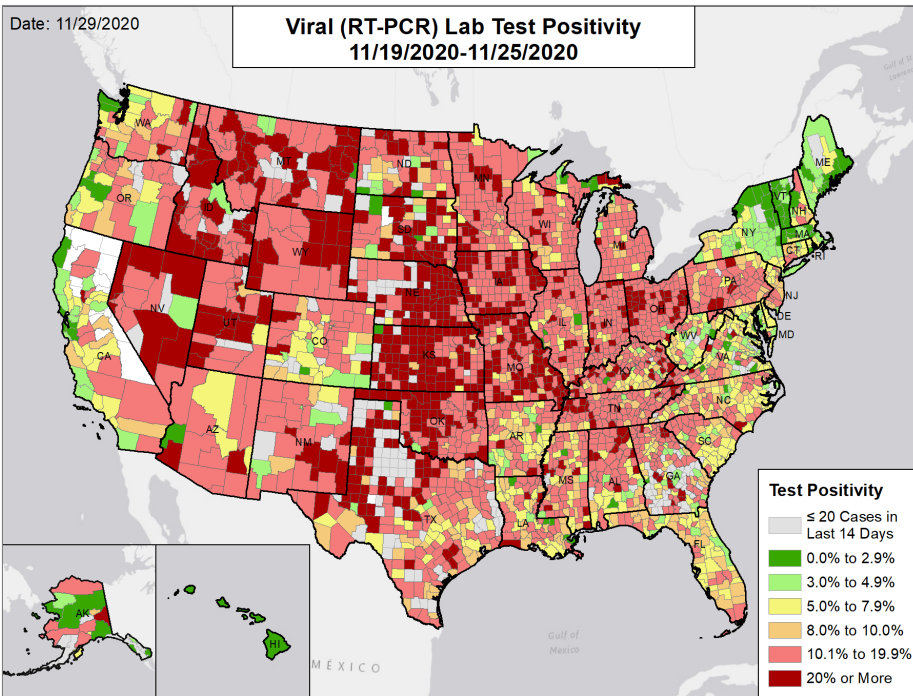 Date: 11/29/2020
Viral (RT-PCR) Lab Test Positivity
11/19/2020-11/25/2020
WA
MT
ND
MN
ME
OR
ID
SD
WI
MI
VT
NH
NY
MA
CT
RI
WY
IA
NE
PA
NJ
NV
UT
CO
IL
IN
OH
DE
MD
WV
VA
CA
KS
MO
KY
NC
AZ
NM
OK
AR
TN
SC
MS
AL
GA
TX
LA
FL
AK
HI
MÉXICO
Gulf of
Mexico
Test Positivity
≤ 20 Cases in
Last 14 Days
0.0% to 2.9%
3.0% to 4.9%
5.0% to 7.9%
8.0% to 10.0%
10.1% to 19.9%
20% or More